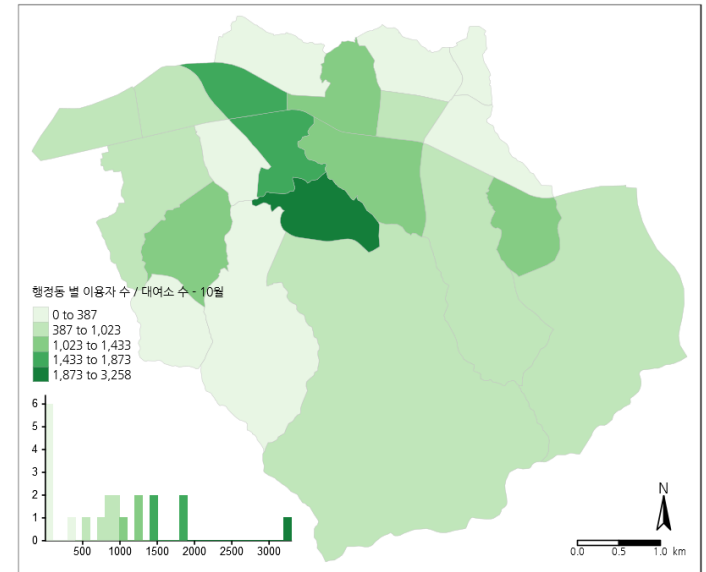 행정동 별 이용자 수 / 대여소 수 - 10월
0 to 387
387 to 1,023
1,023 to 1,433
1,433 to 1,873
1,873 to 3,258
6
5
4
3
2
1
0
500 1000 1500 2000 2500 3000
N
0.0 0.5 1.0 km